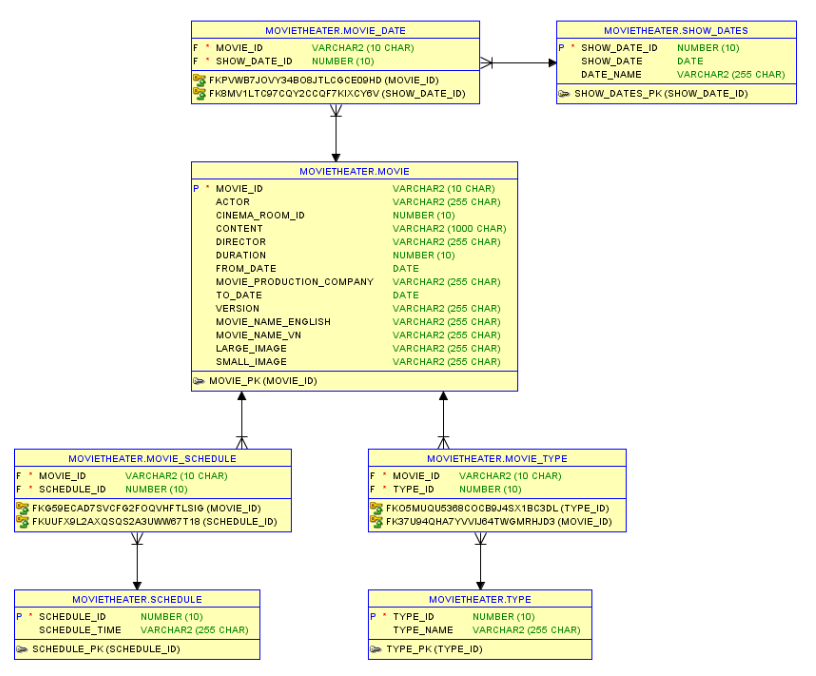 MOVIETHEATER.MOVIE_DATE
F * MOVIE_ID VARCHAR2 (10 CHAR)
F * SHOW_DATE_ID NUMBER (10)
FKPVWB7JOVY34BO8JTLCGCE09HD (MOVIE_ID)
FK8MV1LTC97CQY2CCQF7KIXCY6V (SHOW_DATE_ID)
MOVIETHEATER.SHOW_DATES
P * SHOW_DATE_ID NUMBER (10)
SHOW_DATE DATE
DATE_NAME VARCHAR2 (255 CHAR)
SHOW_DATES_PK (SHOW_DATE_ID)
MOVIETHEATER.MOVIE
P * MOVIE_ID VARCHAR2 (10 CHAR)
ACTOR VARCHAR2 (255 CHAR)
CINEMA_ROOM_ID NUMBER (10)
CONTENT VARCHAR2 (1000 CHAR)
DIRECTOR VARCHAR2 (255 CHAR)
DURATION NUMBER (10)
FROM_DATE DATE
MOVIE_PRODUCTION_COMPANY VARCHAR2 (255 CHAR)
TO_DATE DATE
VERSION VARCHAR2 (255 CHAR)
MOVIE_NAME_ENGLISH VARCHAR2 (255 CHAR)
MOVIE_NAME_VN VARCHAR2 (255 CHAR)
LARGE_IMAGE VARCHAR2 (255 CHAR)
SMALL_IMAGE VARCHAR2 (255 CHAR)
MOVIE_PK (MOVIE_ID)
MOVIETHEATER.MOVIE_SCHEDULE
F * MOVIE_ID VARCHAR2 (10 CHAR)
F * SCHEDULE_ID NUMBER (10)
FKG59ECAD7SVCFG2FOQVHFTLSIG (MOVIE_ID)
FKUUFX9L2AXQSQS2A3UWW67T18 (SCHEDULE_ID)
MOVIETHEATER.MOVIE_TYPE
F * MOVIE_ID VARCHAR2 (10 CHAR)
F * TYPE_ID NUMBER (10)
FKO5MUQU5368COCB9J4SX1BC3DL (TYPE_ID)
FK37U94QHA7YVVIJ64TWGMRHJD3 (MOVIE_ID)
MOVIETHEATER.SCHEDULE
P * SCHEDULE_ID NUMBER (10)
SCHEDULE_TIME VARCHAR2 (255 CHAR)
SCHEDULE_PK (SCHEDULE_ID)
MOVIETHEATER.TYPE
P * TYPE_ID NUMBER (10)
TYPE_NAME VARCHAR2 (255 CHAR)
TYPE_PK (TYPE_ID)